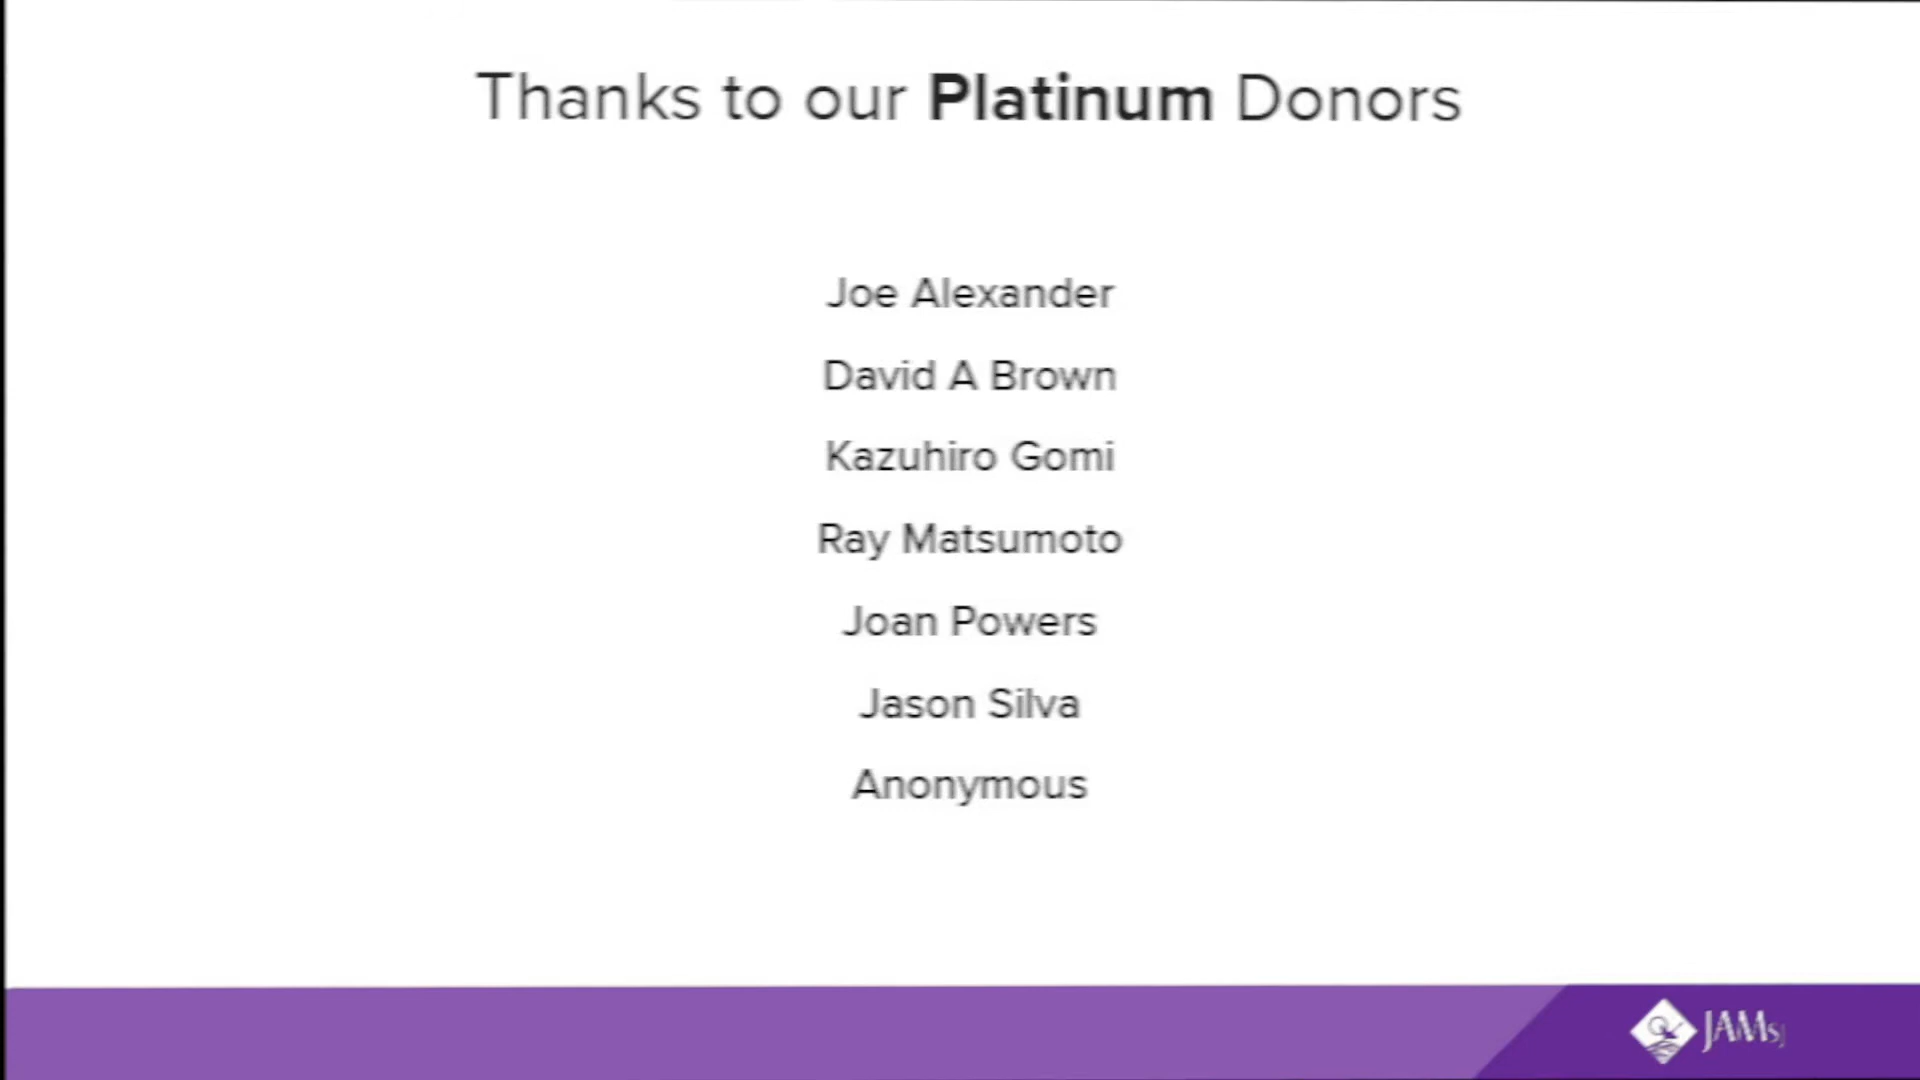 Thanks to our Platinum Donors
Joe Alexander
David A Brown
Kazuhiro Gomi
Ray Matsumoto
Joan Powers
Jason Silva
Anonymous
JAMsj